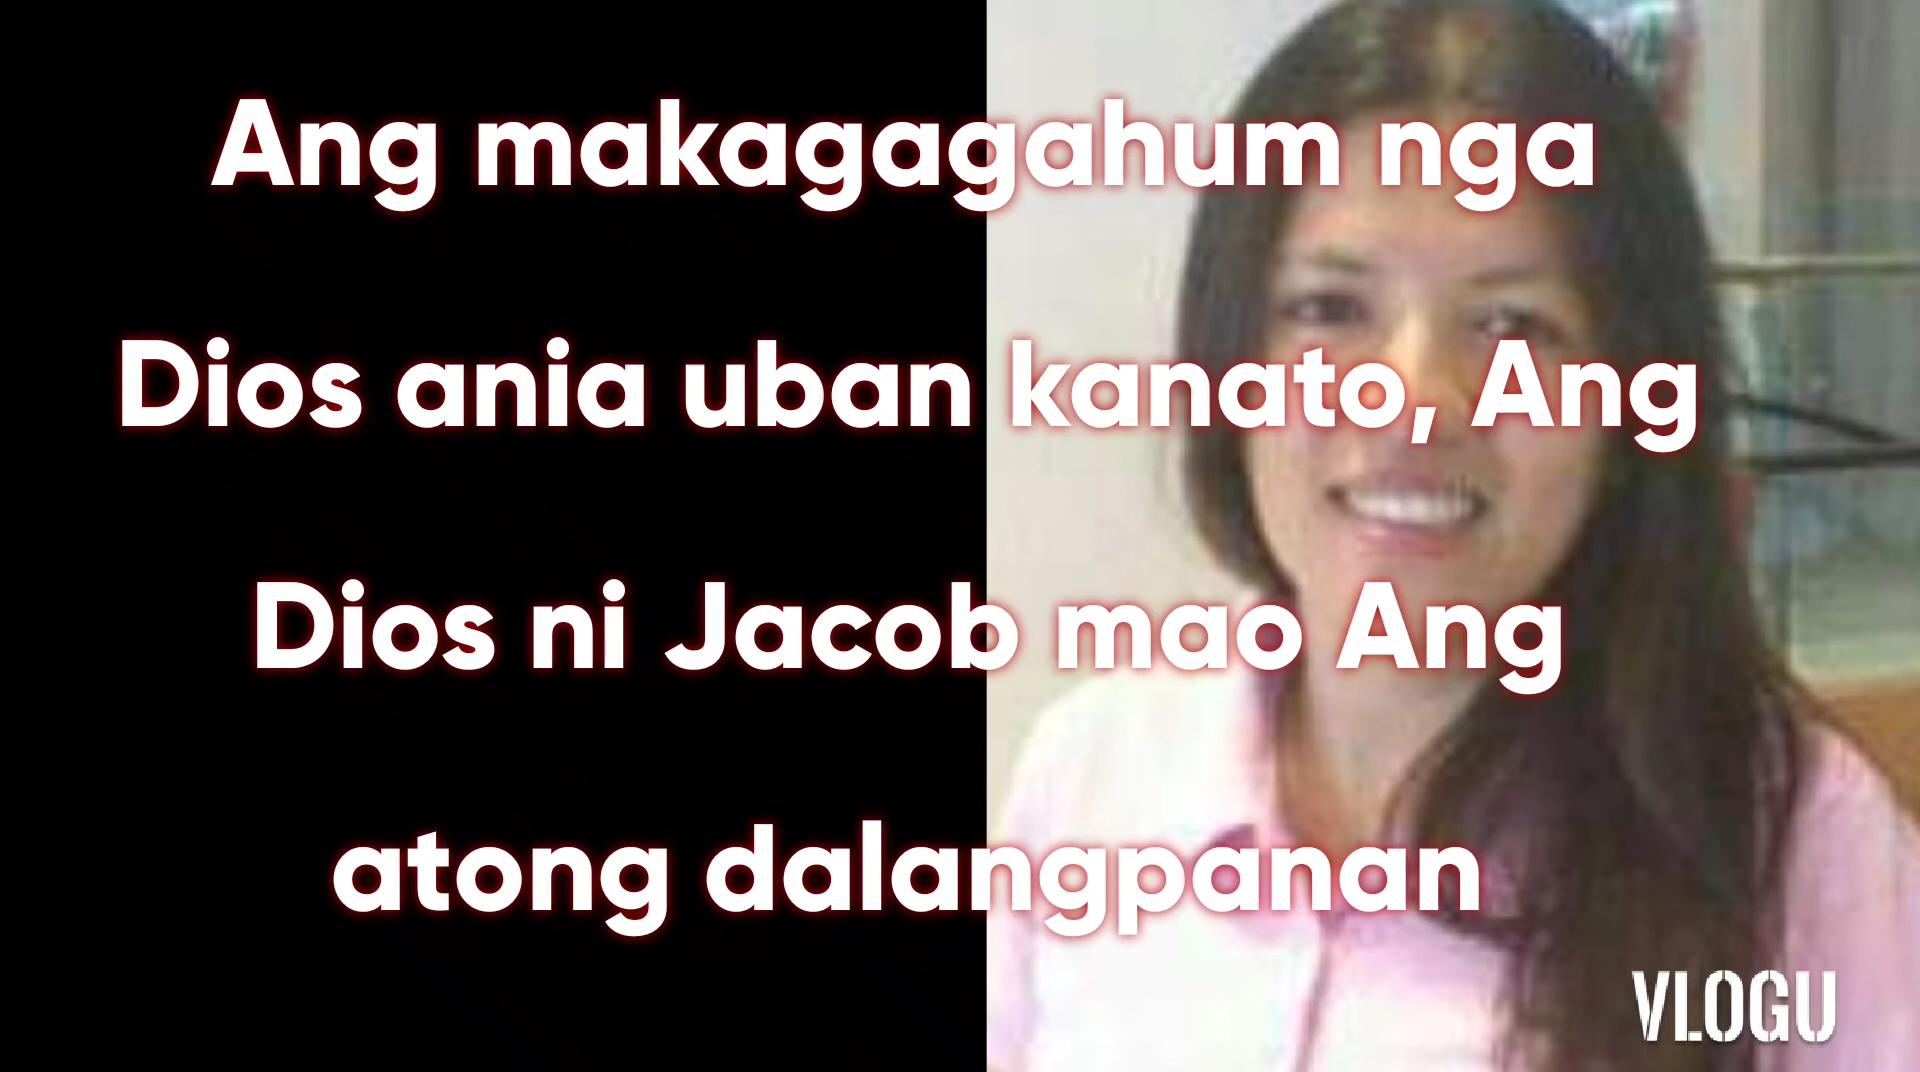 Ang makagagahum nga
Dios ania uban kanato, Ang
Dios ni Jacob mao Ang
atong dalangpanan
VLOGU